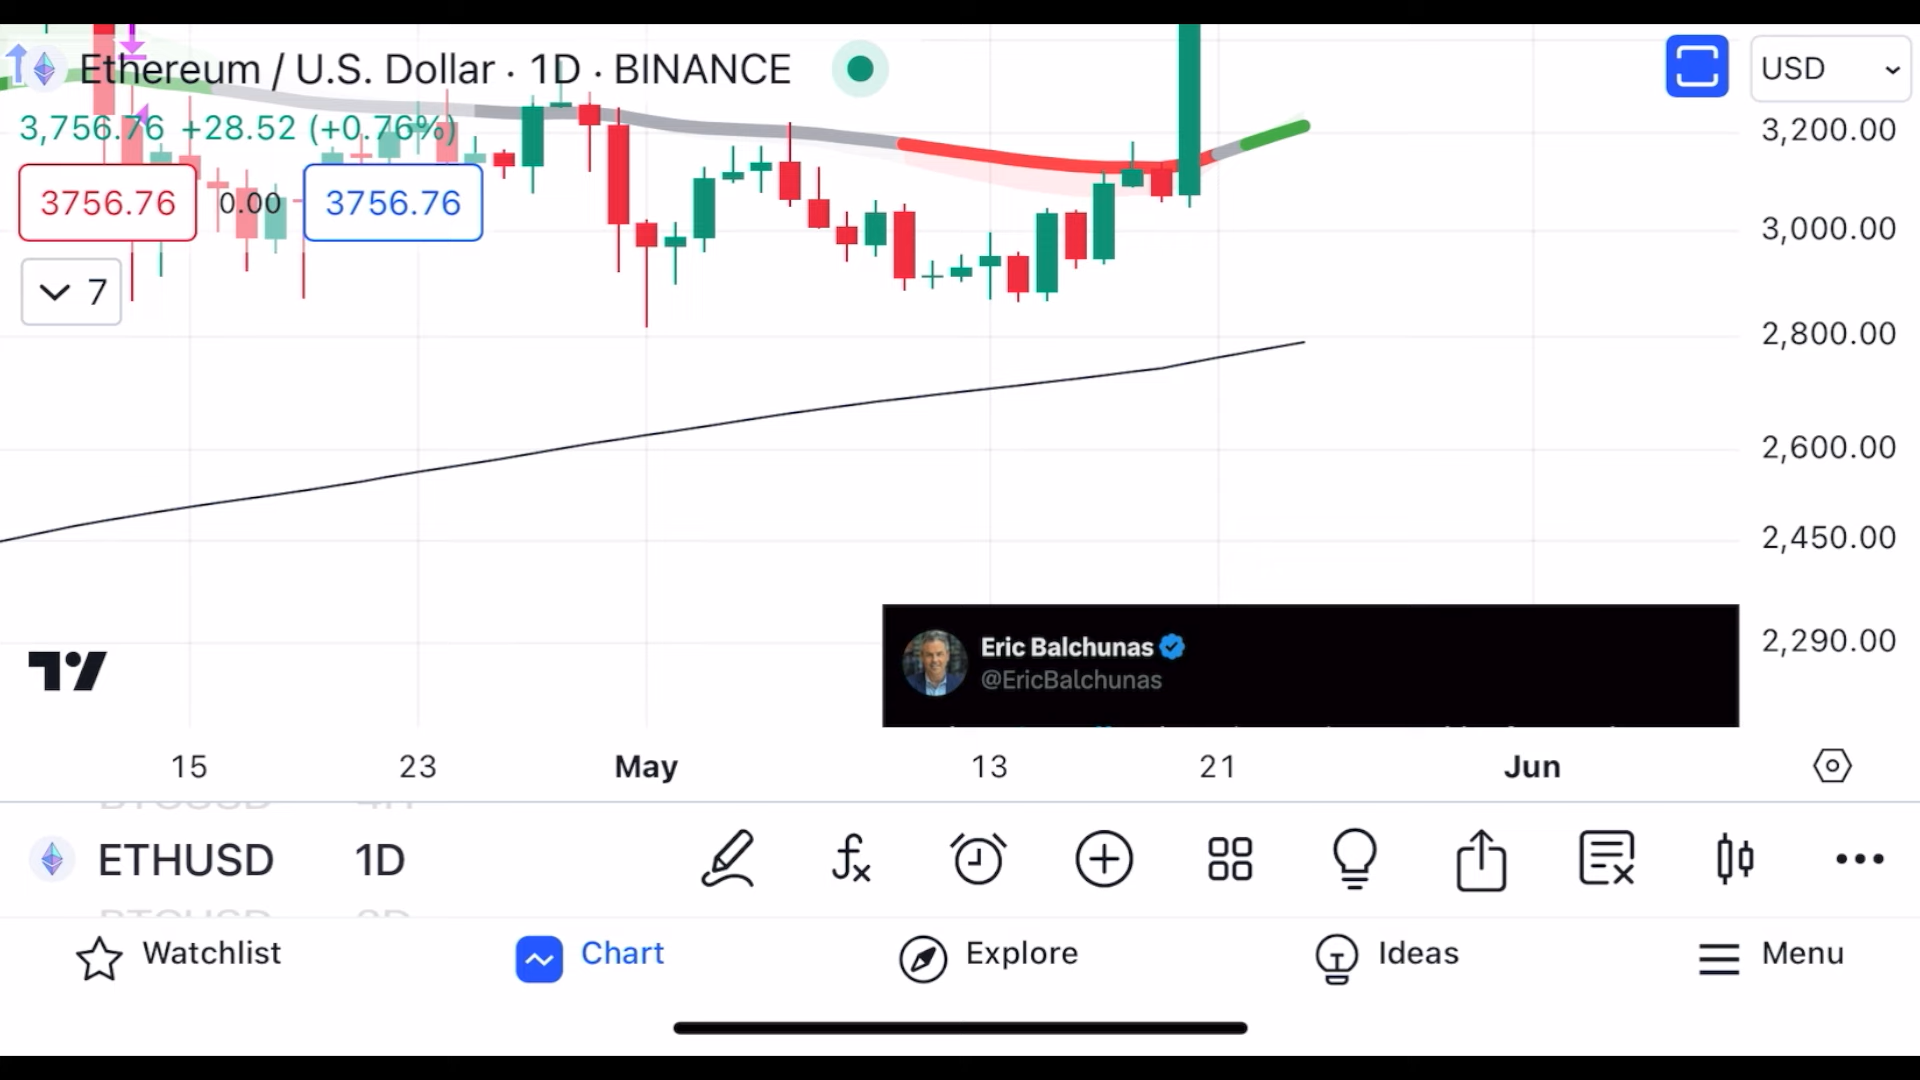 Ethereum / U.S. Dollar · 1D · BINANCE
USD
3,756.76 +28.52 (+0.76%)
3756.76 0.00 3756.76
7
3,200.00
3,000.00
2,800.00
2,600.00
2,450.00
2,290.00
Eric Balchunas
@EricBalchunas
15 23 May 13 21 Jun
ETHUSD 1D
Watchlist Chart Explore Ideas Menu